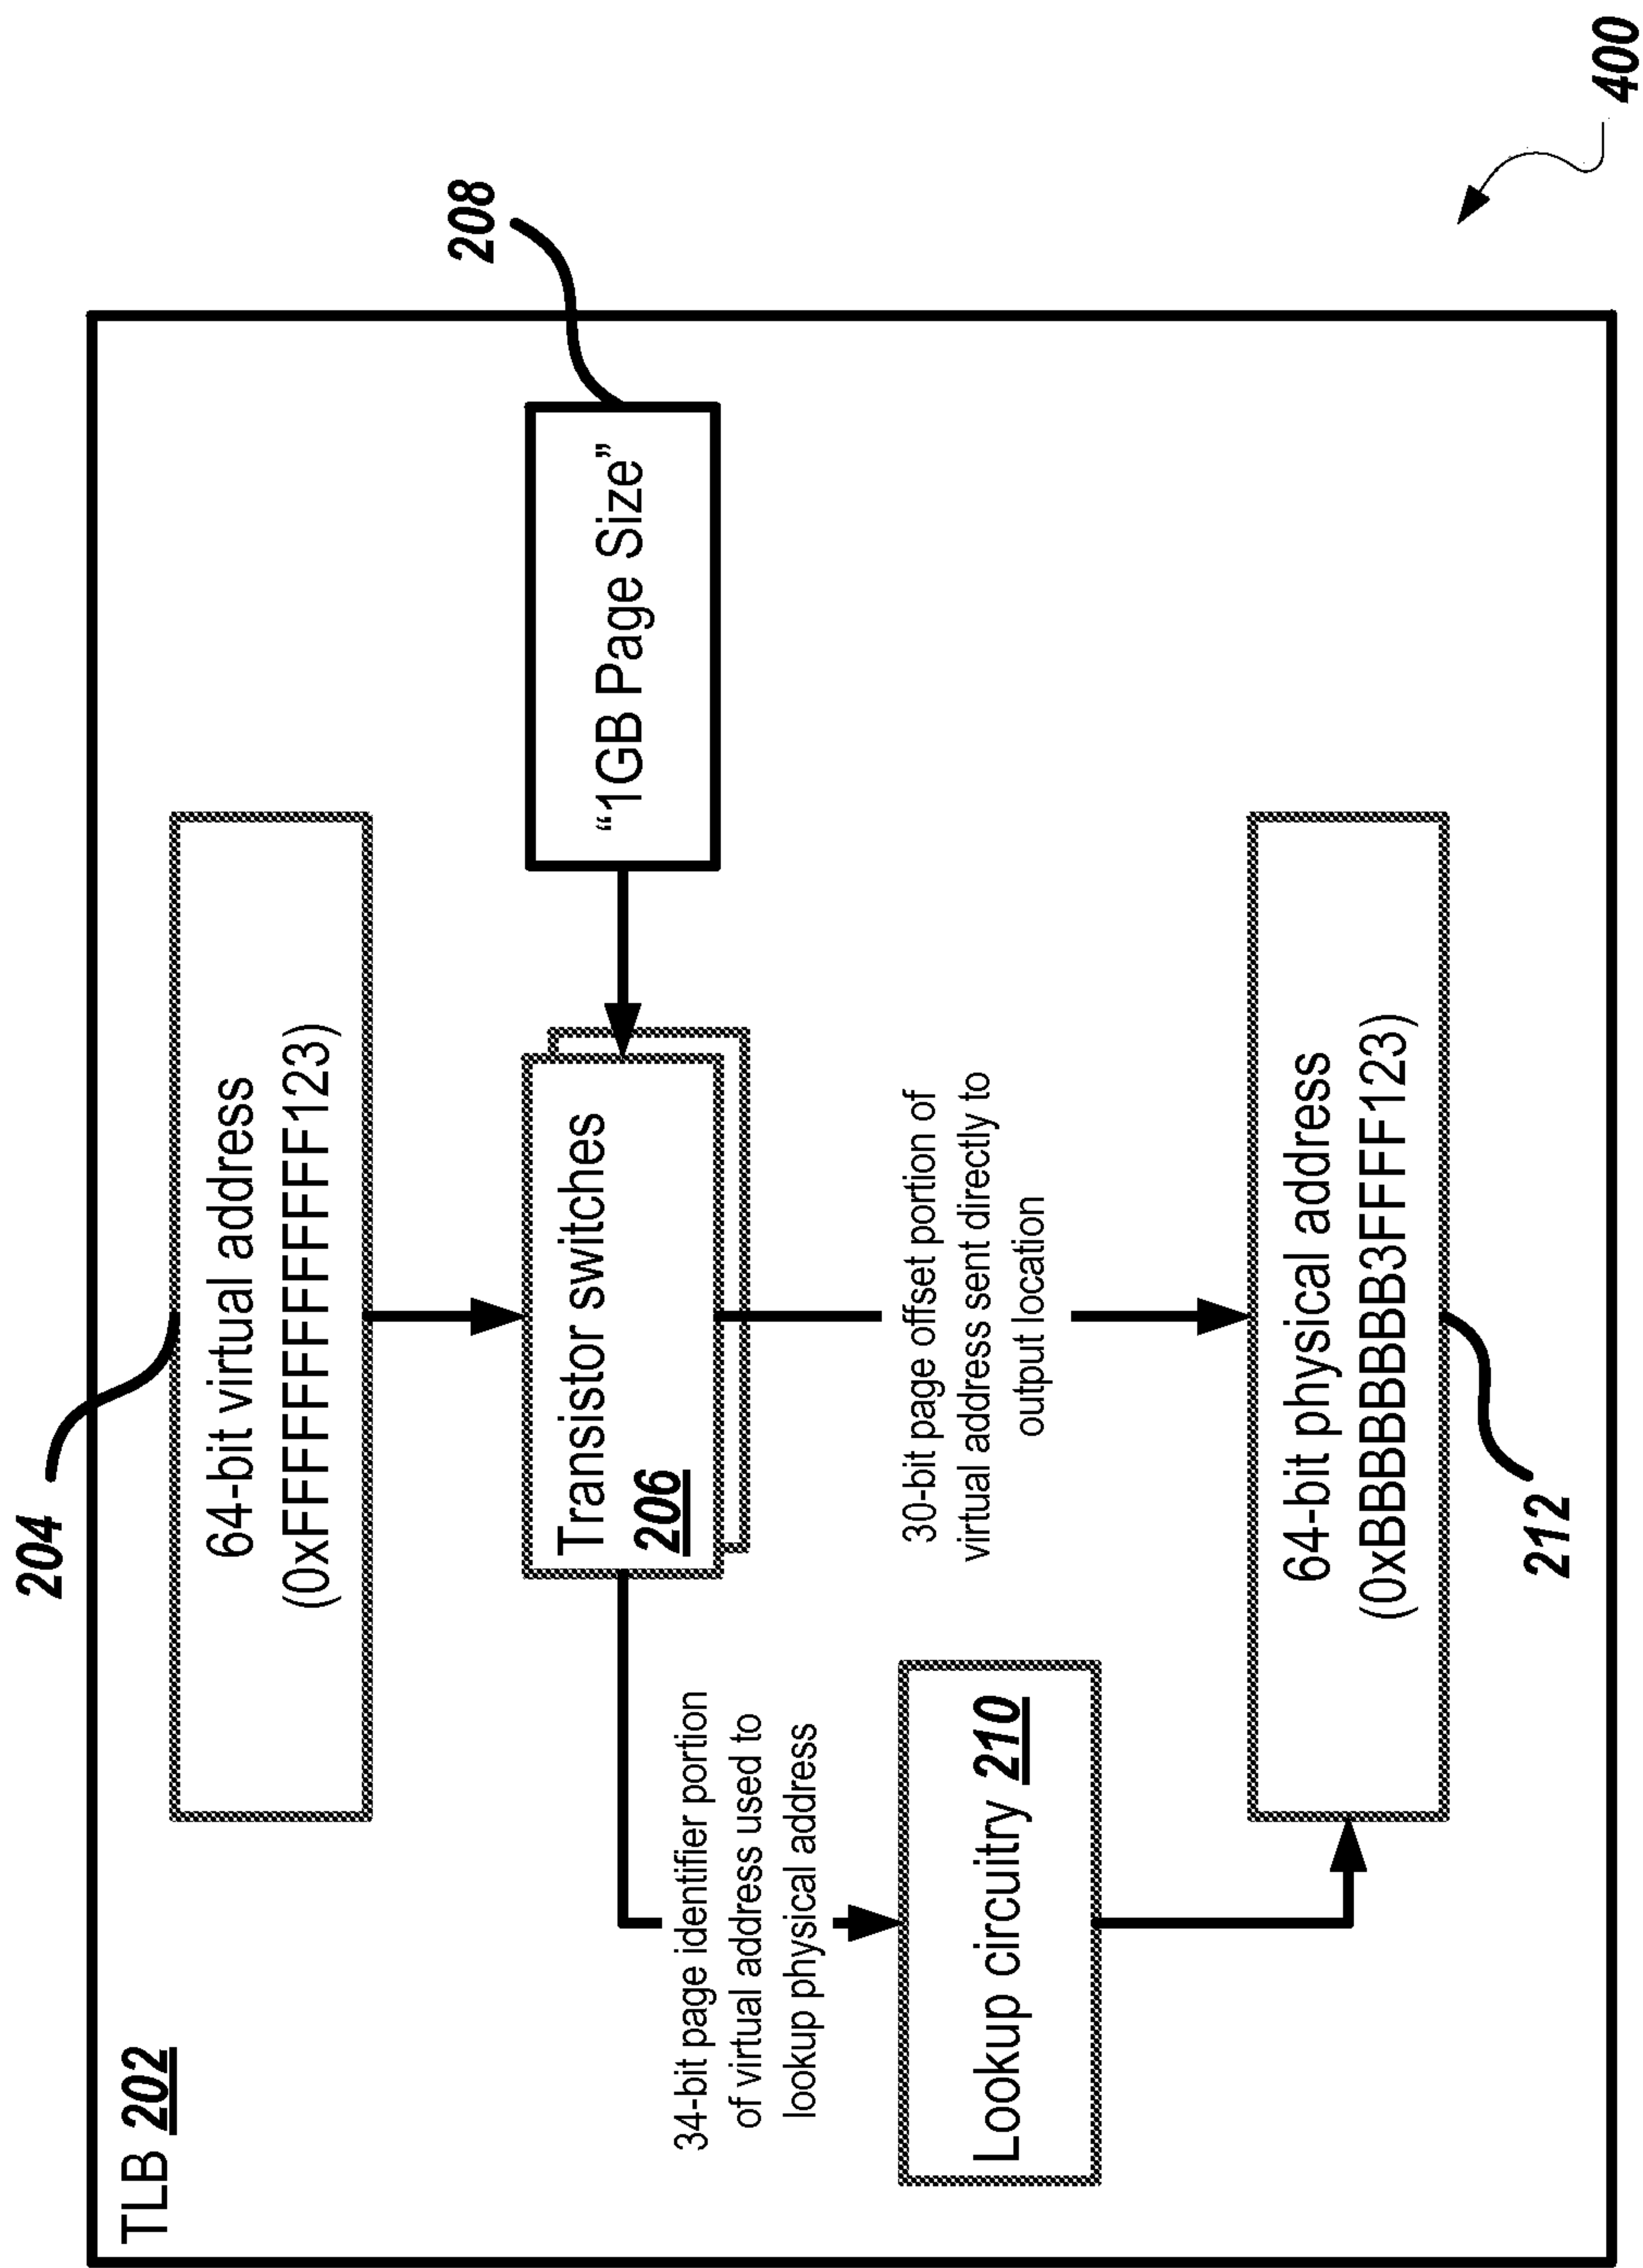 TLB 202
204
64-bit virtual address
(0xFFFFFFFFFFFFF123)
208
Transistor switches
206
"1GB Page Size"
34-bit page identifier portion
of virtual address used to
lookup physical address
30-bit page offset portion of
virtual address sent directly to
output location
Lookup circuitry 210
64-bit physical address
(0xBBBBBBBB3FFFF123)
212
400